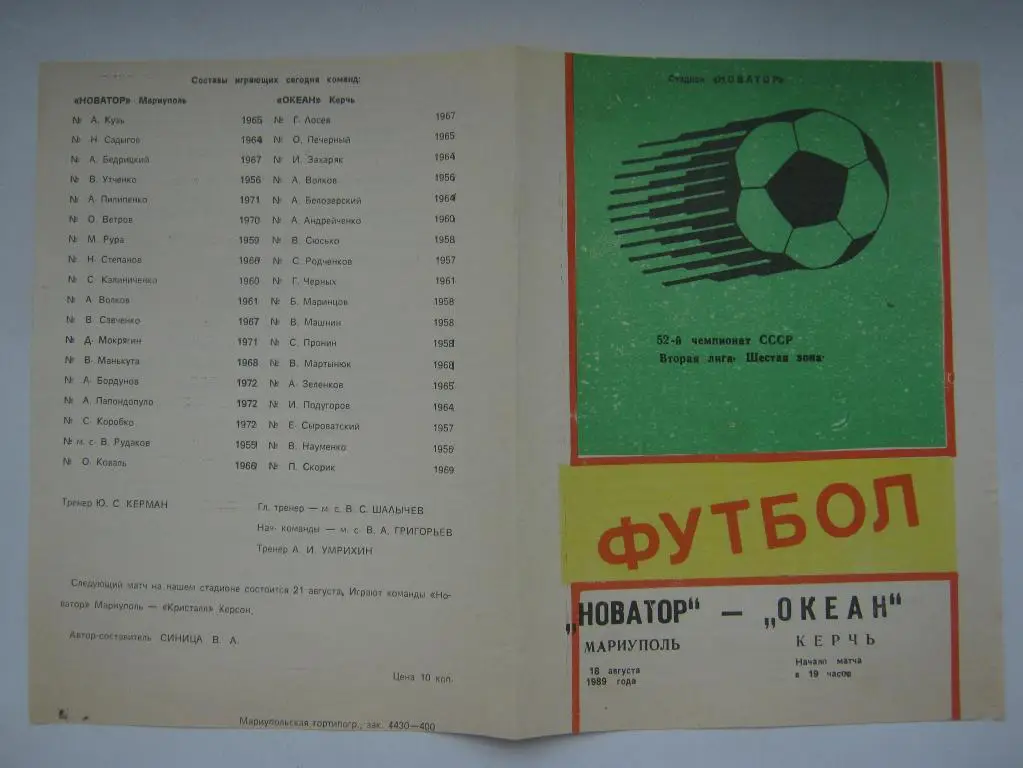 Составы играющих сегодня команд:
«НОВАТОР» Мариуполь «ОКЕАН» Керчь
№ А. Кузь 1965 № Г. Лосев 1967
№ Н. Садыгов 1964 № О. Печерный 1965
№ А. Бедрицкий 1967 № И. Захаряк 1964
№ В. Утченко 1956 № А. Волков 1956
№ А. Пилипенко 1971 № А. Белозерский 1964
№ О. Ветров 1970 № А. Андрейченко 1960
№ М. Рура 1959 № В. Сюсько 1958
№ Н. Степанов 1966 № С. Родченков 1957
№ С. Калиниченко 1960 № Г. Черных 1961
№ А. Волков 1961 № Б. Маринцов 1958
№ В. Савченко 1967 № В. Машнин 1958
№ Д. Мокрягин 1971 № С. Пронин 1958
№ В. Манькута 1968 № В. Мартынюк 1968
№ А. Бордунов 1972 № А. Зеленков 1965
№ А. Папондопуло 1972 № И. Подугоров 1964
№ С. Коробко 1972 № Е. Сыроватский 1957
№ м. с. В. Рудаков 1955 № В. Науменко 1956
№ О. Коваль 1966 № П. Скорик 1969
Тренер Ю. С. КЕРМАН
Гл. тренер — м. с. В. С. ШАЛЫЧЕВ
Нач. команды — м. с. В. А. ГРИГОРЬЕВ
Тренер А. И. УМРИХИН
Следующий матч на нашем стадионе состоится 21 августа. Играют команды «Но-
ватор» Мариуполь — «Кристалл» Херсон.
Автор-составитель СИНИЦА В. А.
Цена 10 коп.
Мариупольская гортипогр., зак. 4430—400
Стадион «НОВАТОР»
52-й чемпионат СССР
Вторая лига. Шестая зона.
ФУТБОЛ
„НОВАТОР“ — „ОКЕАН“
МАРИУПОЛЬ КЕРЧЬ
18 августа
1989 года
Начало матча
в 19 часов